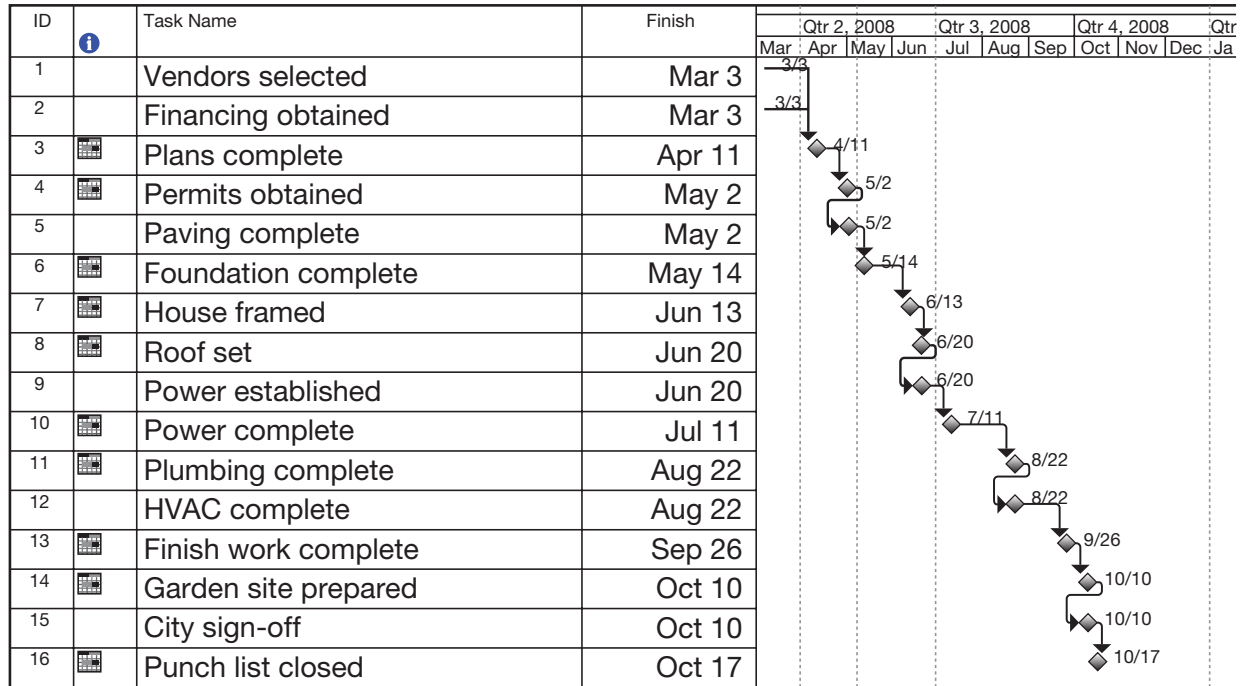 ID Task Name Finish Qtr 2, 2008 Qtr 3, 2008 Qtr 4, 2008 Qtr
i Mar Apr May Jun Jul Aug Sep Oct Nov Dec Ja
1 Vendors selected Mar 3 3/3
2 Financing obtained Mar 3 3/3
3 Plans complete Apr 11 4/11
4 Permits obtained May 2 5/2
5 Paving complete May 2 5/2
6 Foundation complete May 14 5/14
7 House framed Jun 13 6/13
8 Roof set Jun 20 6/20
9 Power established Jun 20 6/20
10 Power complete Jul 11 7/11
11 Plumbing complete Aug 22 8/22
12 HVAC complete Aug 22 8/22
13 Finish work complete Sep 26 9/26
14 Garden site prepared Oct 10 10/10
15 City sign-off Oct 10 10/10
16 Punch list closed Oct 17 10/17